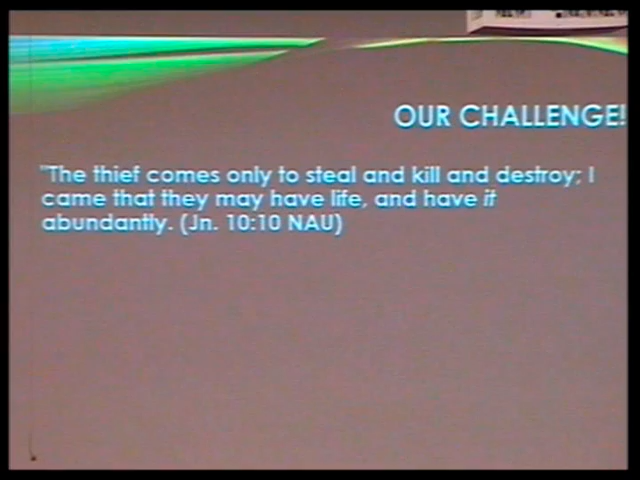 OUR CHALLENGE!
"The thief comes only to steal and kill and destroy; I
came that they may have life, and have it
abundantly. (Jn. 10:10 NAU)